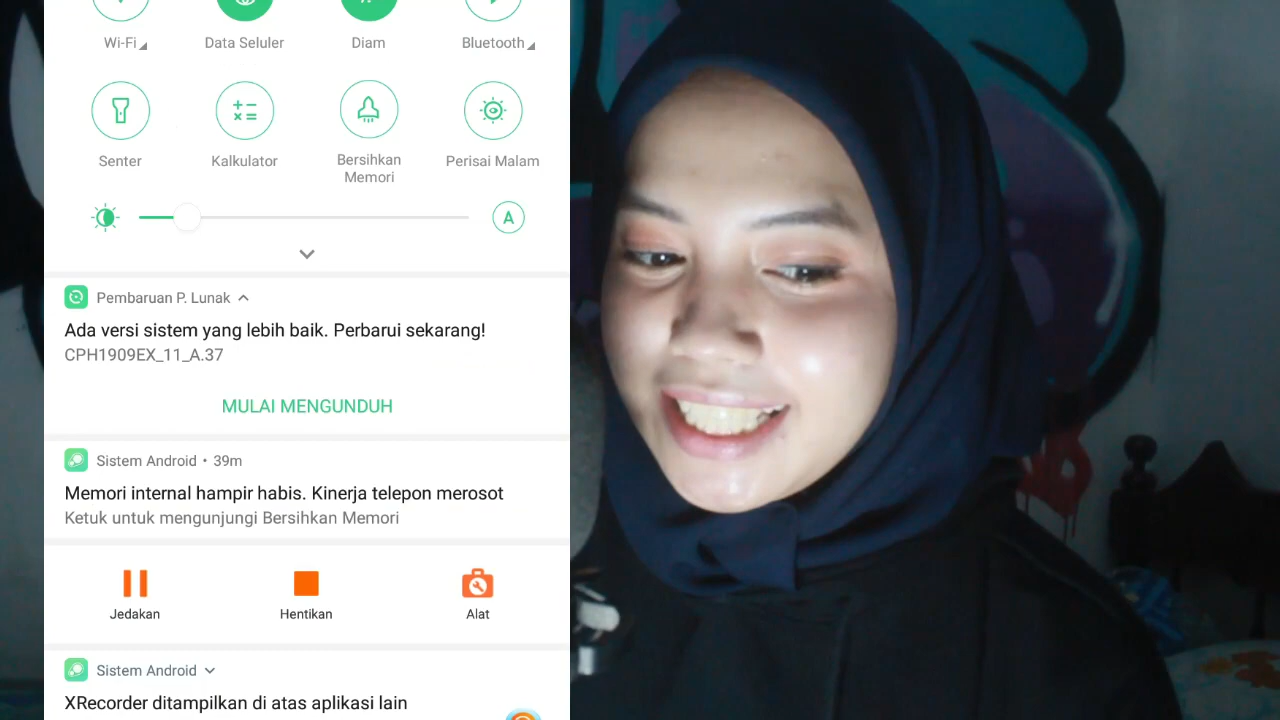 Wi-Fi
Data Seluler
Diam
Bluetooth
Senter
Kalkulator
Bersihkan
Memori
Perisai Malam
A
Pembaruan P. Lunak
Ada versi sistem yang lebih baik. Perbarui sekarang!
CPH1909EX_11_A.37
MULAI MENGUNDUH
Sistem Android • 39m
Memori internal hampir habis. Kinerja telepon merosot
Ketuk untuk mengunjungi Bersihkan Memori
Jedakan
Hentikan
Alat
Sistem Android
XRecorder ditampilkan di atas aplikasi lain